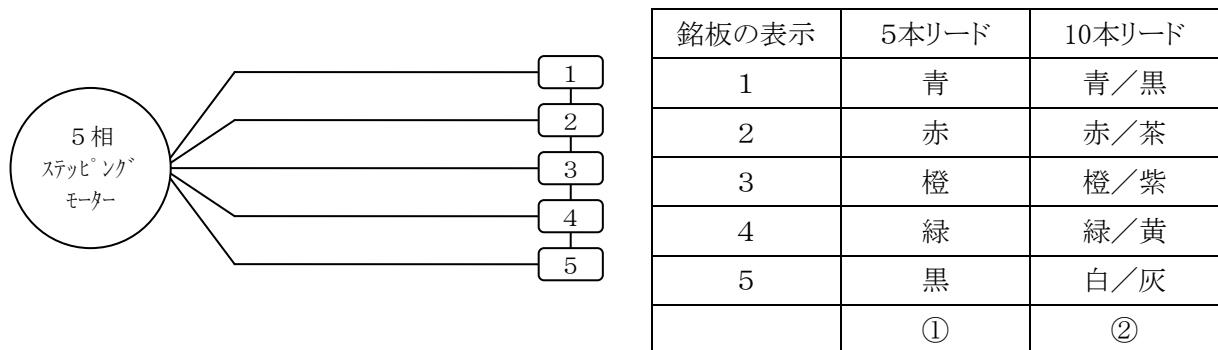 5相
ステッピング
モーター
1
2
3
4
5
銘板の表示 5本リード 10本リード
1 青 青／黒
2 赤 赤／茶
3 橙 橙／紫
4 緑 緑／黄
5 黒 白／灰
① ②